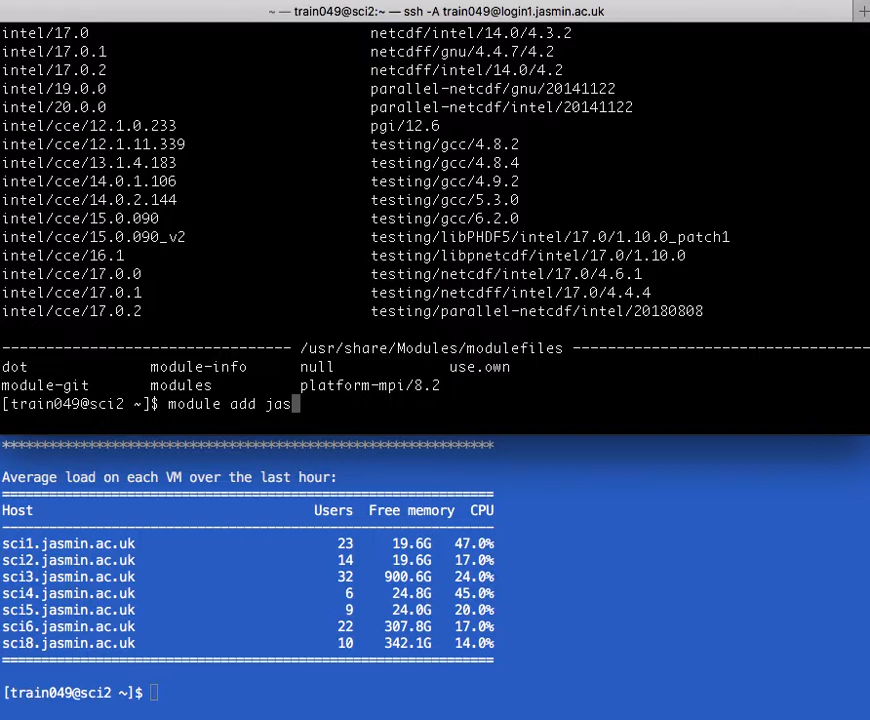 ~ — train049@sci2:~ — ssh -A train049@login1.jasmin.ac.uk
intel/17.0 netcdf/intel/14.0/4.3.2
intel/17.0.1 netcdff/gnu/4.4.7/4.2
intel/17.0.2 netcdff/intel/14.0/4.2
intel/19.0.0 parallel-netcdf/gnu/20141122
intel/20.0.0 parallel-netcdf/intel/20141122
intel/cce/12.1.0.233 pgi/12.6
intel/cce/12.1.11.339 testing/gcc/4.8.2
intel/cce/13.1.4.183 testing/gcc/4.8.4
intel/cce/14.0.1.106 testing/gcc/4.9.2
intel/cce/14.0.2.144 testing/gcc/5.3.0
intel/cce/15.0.090 testing/gcc/6.2.0
intel/cce/15.0.090_v2 testing/libPHDF5/intel/17.0/1.10.0_patch1
intel/cce/16.1 testing/libpnetcdf/intel/17.0/1.10.0
intel/cce/17.0.0 testing/netcdf/intel/17.0/4.6.1
intel/cce/17.0.1 testing/netcdff/intel/17.0/4.4.4
intel/cce/17.0.2 testing/parallel-netcdf/intel/20180808
------------------------------- /usr/share/Modules/modulefiles --------------------------------
dot module-info null use.own
module-git modules platform-mpi/8.2
[train049@sci2 ~]$ module add jas
********************************************************************
Average load on each VM over the last hour:
====================================================================
Host Users Free memory CPU
--------------------------------------------------------------------
sci1.jasmin.ac.uk 23 19.6G 47.0%
sci2.jasmin.ac.uk 14 19.6G 17.0%
sci3.jasmin.ac.uk 32 900.6G 24.0%
sci4.jasmin.ac.uk 6 24.8G 45.0%
sci5.jasmin.ac.uk 9 24.0G 20.0%
sci6.jasmin.ac.uk 22 307.8G 17.0%
sci8.jasmin.ac.uk 10 342.1G 14.0%
====================================================================
[train049@sci2 ~]$